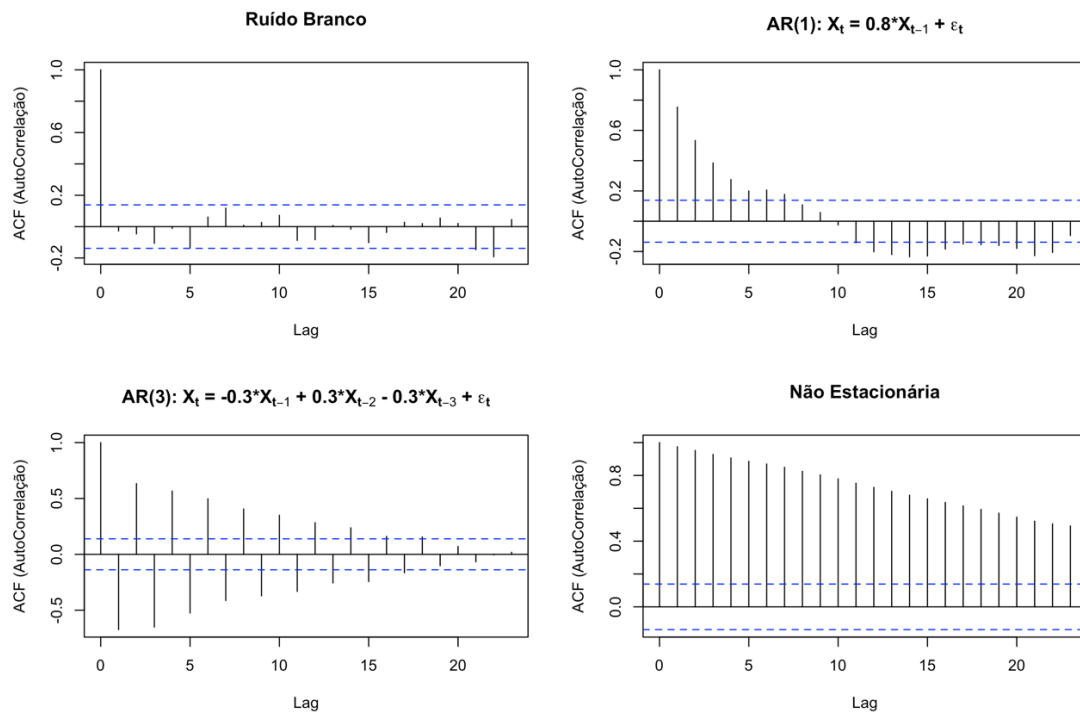 Ruído Branco
ACF (AutoCorrelação)
1.0
0.6
0.2
-0.2
0 5 10 15 20
Lag
AR(1): Xt = 0.8*Xt−1 + εt
ACF (AutoCorrelação)
1.0
0.6
0.2
-0.2
0 5 10 15 20
Lag
AR(3): Xt = -0.3*Xt−1 + 0.3*Xt−2 - 0.3*Xt−3 + εt
ACF (AutoCorrelação)
1.0
0.5
0.0
-0.5
0 5 10 15 20
Lag
Não Estacionária
ACF (AutoCorrelação)
0.8
0.4
0.0
0 5 10 15 20
Lag